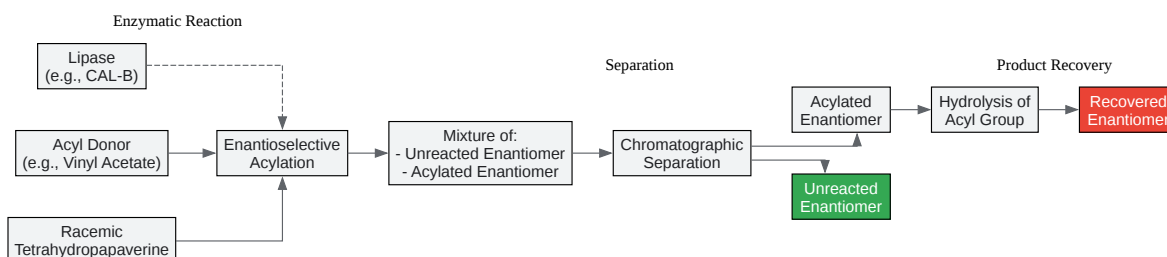 Enzymatic Reaction
Lipase
(e.g., CAL-B)
Acyl Donor
(e.g., Vinyl Acetate)
Racemic
Tetrahydropapaverine
Enantioselective
Acylation
Mixture of:
- Unreacted Enantiomer
- Acylated Enantiomer
Separation
Chromatographic
Separation
Acylated
Enantiomer
Unreacted
Enantiomer
Product Recovery
Hydrolysis of
Acyl Group
Recovered
Enantiomer